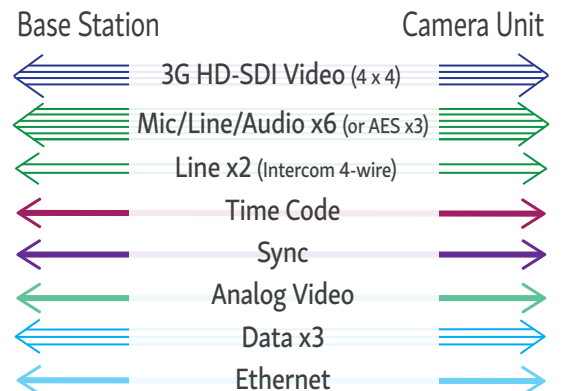 Base Station
Camera Unit
3G HD-SDI Video (4 x 4)
Mic/Line/Audio x6 (or AES x3)
Line x2 (Intercom 4-wire)
Time Code
Sync
Analog Video
Data x3
Ethernet